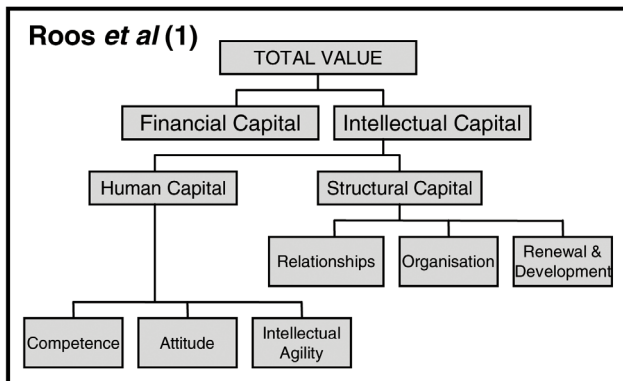 Roos et al (1)
TOTAL VALUE
Financial Capital
Intellectual Capital
Human Capital
Structural Capital
Relationships
Organisation
Renewal &
Development
Competence
Attitude
Intellectual
Agility